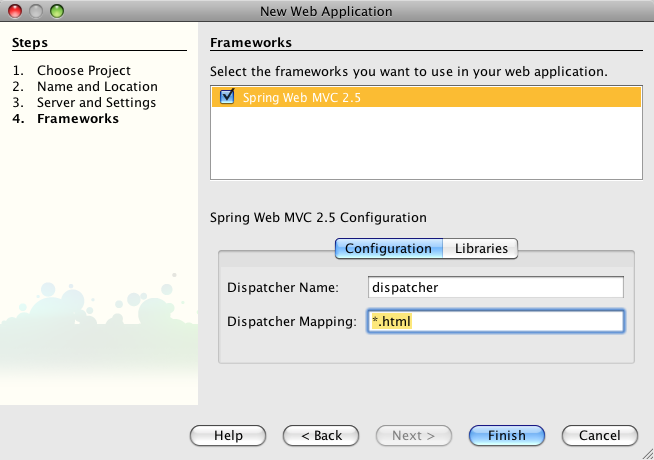 New Web Application
Steps
1. Choose Project
2. Name and Location
3. Server and Settings
4. Frameworks
Frameworks
Select the frameworks you want to use in your web application.
Spring Web MVC 2.5
Spring Web MVC 2.5 Configuration
Configuration Libraries
Dispatcher Name: dispatcher
Dispatcher Mapping: *.html
Help < Back Next > Finish Cancel